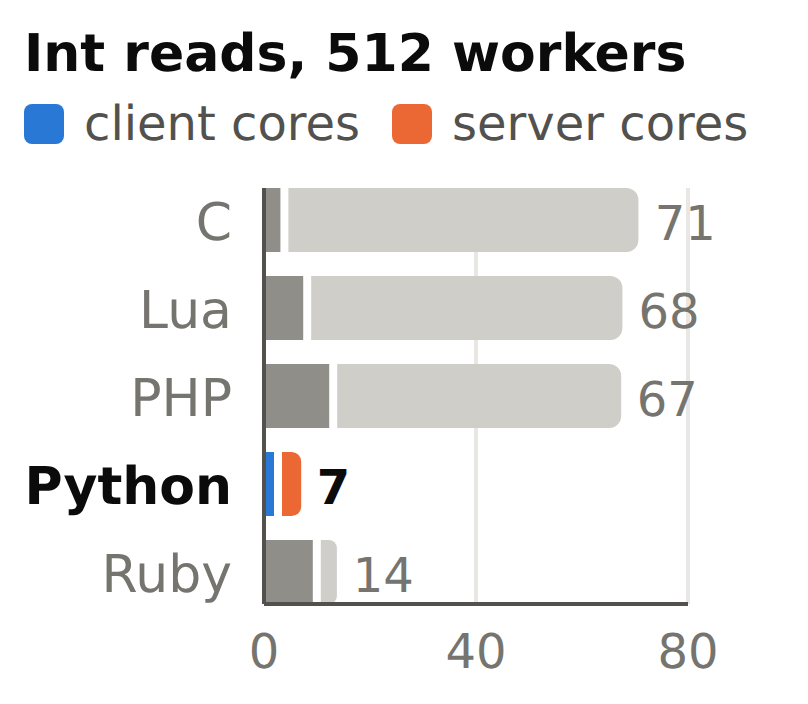 Int reads, 512 workers
client cores server cores
C 71
Lua 68
PHP 67
Python 7
Ruby 14
0 40 80